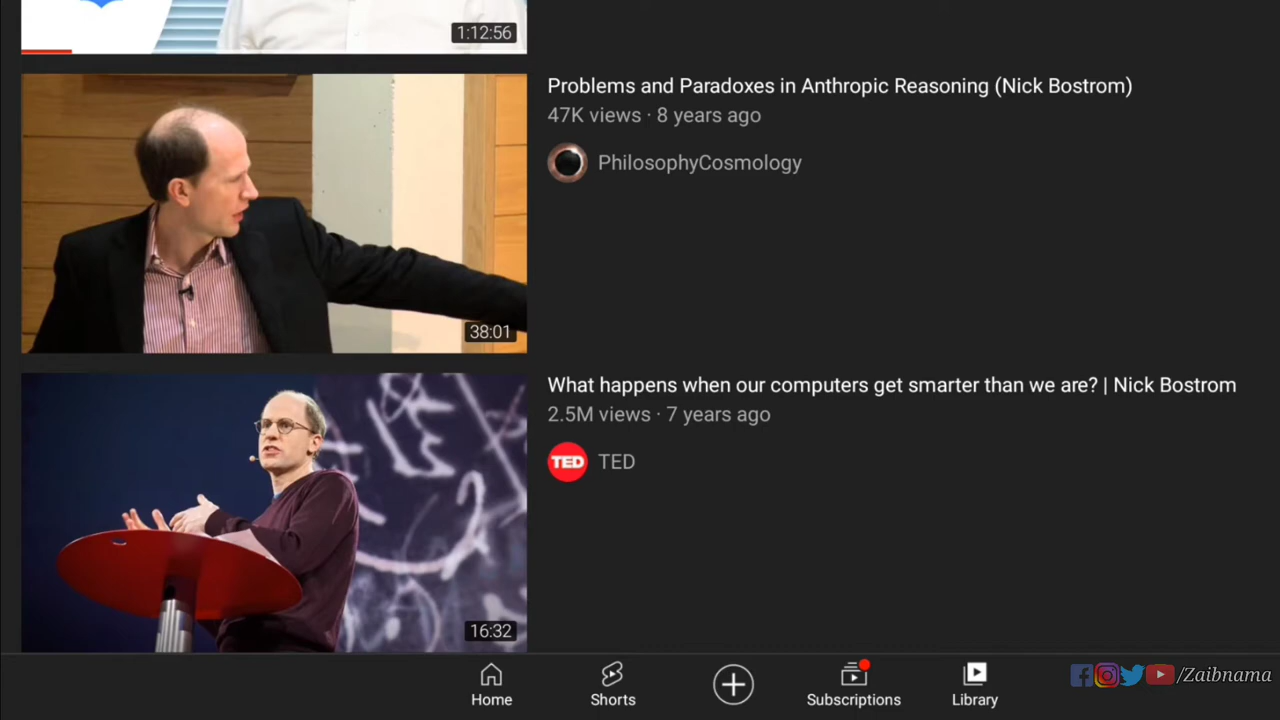 1:12:56
Problems and Paradoxes in Anthropic Reasoning (Nick Bostrom)
47K views · 8 years ago
PhilosophyCosmology
38:01
What happens when our computers get smarter than we are? | Nick Bostrom
2.5M views · 7 years ago
TED TED
16:32
Home Shorts Subscriptions Library
/Zaibnama